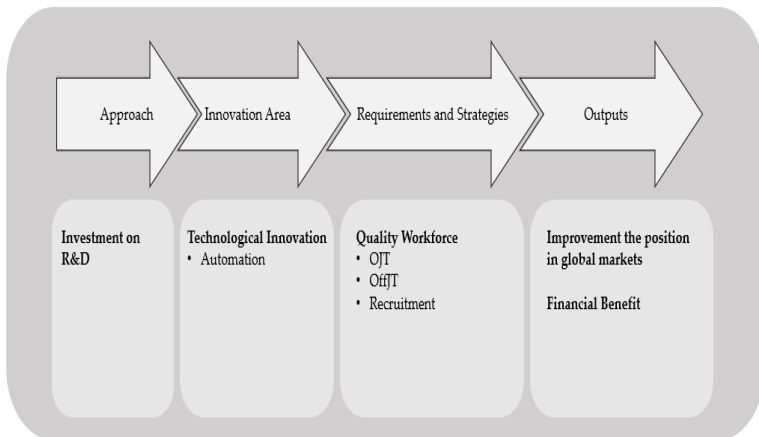 Approach
Innovation Area
Requirements and Strategies
Outputs
Investment on
R&D
Technological Innovation
• Automation
Quality Workforce
• OJT
• OffJT
• Recruitment
Improvement the position
in global markets
Financial Benefit